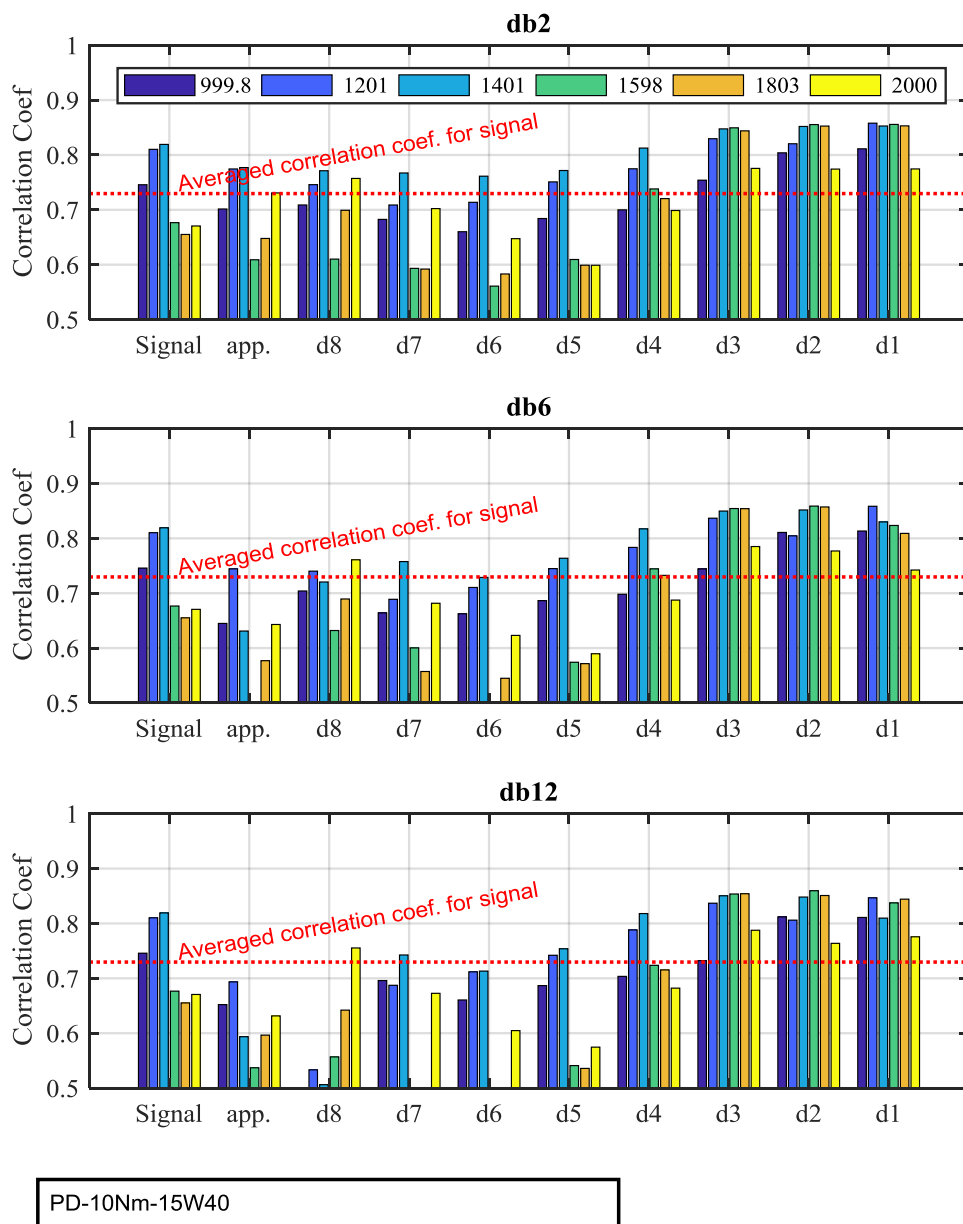 db2
1
999.8 1201 1401 1598 1803 2000
0.9
Averaged correlation coef. for signal
0.8
0.7
0.6
0.5
Correlation Coef
Signal app. d8 d7 d6 d5 d4 d3 d2 d1
db6
1
0.9
Averaged correlation coef. for signal
0.8
0.7
0.6
0.5
Correlation Coef
Signal app. d8 d7 d6 d5 d4 d3 d2 d1
db12
1
0.9
Averaged correlation coef. for signal
0.8
0.7
0.6
0.5
Correlation Coef
Signal app. d8 d7 d6 d5 d4 d3 d2 d1
PD-10Nm-15W40